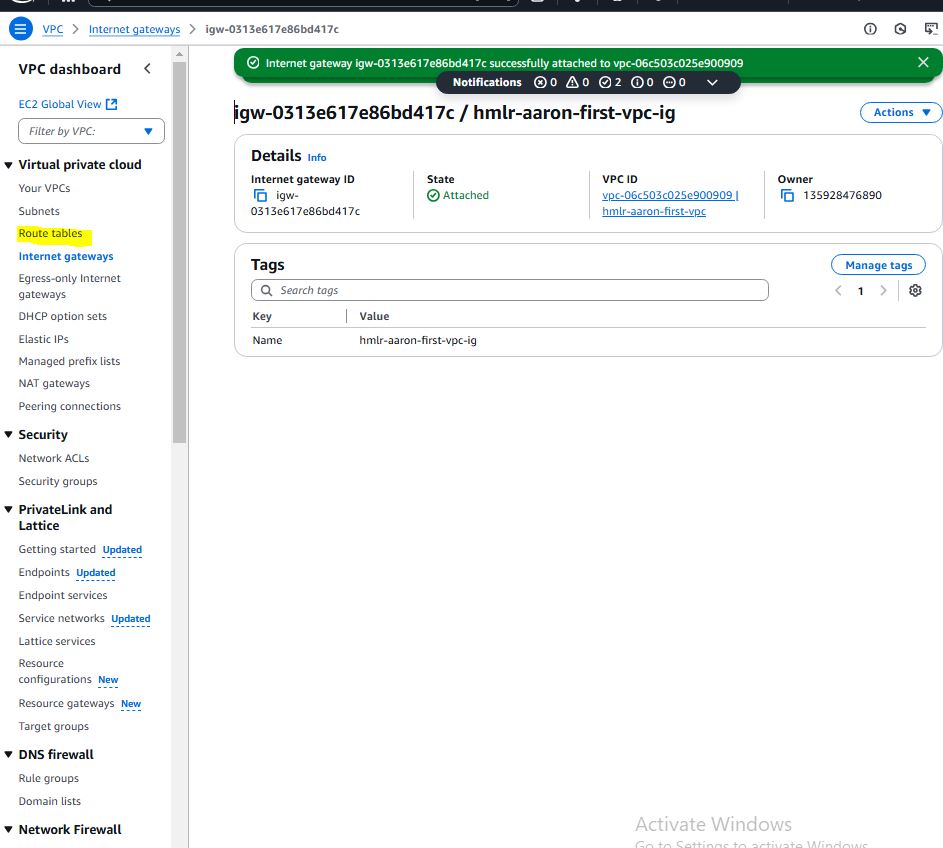 VPC > Internet gateways > igw-0313e617e86bd417c
VPC dashboard
EC2 Global View
Filter by VPC:
Virtual private cloud
Your VPCs
Subnets
Route tables
Internet gateways
Egress-only Internet
gateways
DHCP option sets
Elastic IPs
Managed prefix lists
NAT gateways
Peering connections
Security
Network ACLs
Security groups
PrivateLink and
Lattice
Getting started Updated
Endpoints Updated
Endpoint services
Service networks Updated
Lattice services
Resource
configurations New
Resource gateways New
Target groups
DNS firewall
Rule groups
Domain lists
Network Firewall
Internet gateway igw-0313e617e86bd417c successfully attached to vpc-06c503c025e900909
Notifications 0 0 2 0 0
igw-0313e617e86bd417c / hmlr-aaron-first-vpc-ig
Actions
Details Info
Internet gateway ID
igw-
0313e617e86bd417c
State
Attached
VPC ID
vpc-06c503c025e900909 |
hmlr-aaron-first-vpc
Owner
135928476890
Tags
Manage tags
Search tags
1
Key Value
Name hmlr-aaron-first-vpc-ig
Activate Windows
Go to Settings to activate Windows.